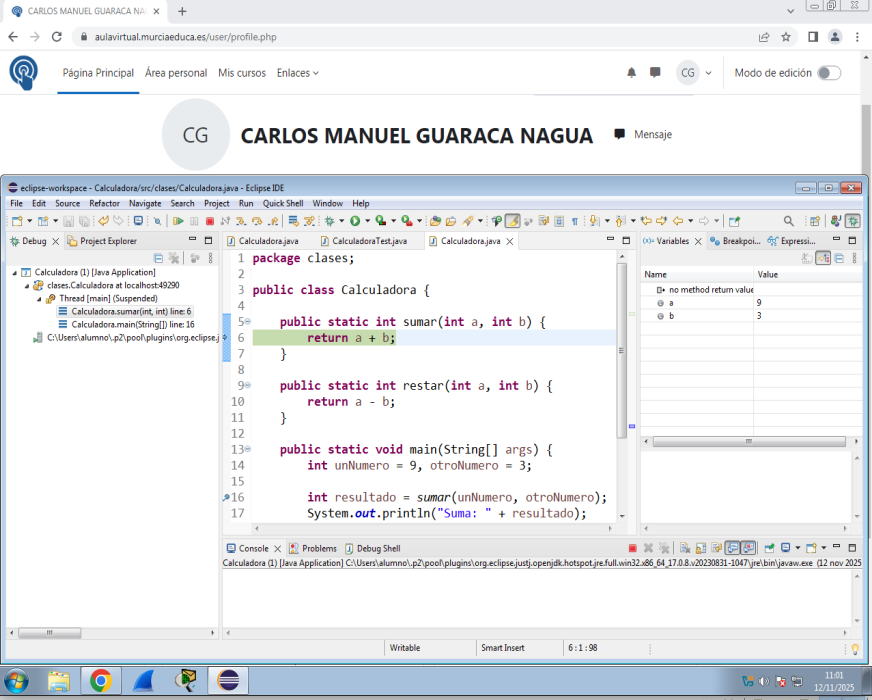 CARLOS MANUEL GUARACA NA
aulavirtual.murciaeduca.es/user/profile.php
Página Principal Área personal Mis cursos Enlaces CG Modo de edición
CG CARLOS MANUEL GUARACA NAGUA Mensaje
eclipse-workspace - Calculadora/src/clases/Calculadora.java - Eclipse IDE
File Edit Source Refactor Navigate Search Project Run Quick Shell Window Help
Debug Project Explorer
Calculadora (1) [Java Application]
clases.Calculadora at localhost:49290
Thread [main] (Suspended)
Calculadora.sumar(int, int) line: 6
Calculadora.main(String[]) line: 16
C:\Users\alumno\.p2\pool\plugins\org.eclipse.j
Calculadora.java CalculadoraTest.java Calculadora.java
1 package clases;
2
3 public class Calculadora {
4
5 public static int sumar(int a, int b) {
6 return a + b;
7 }
8
9 public static int restar(int a, int b) {
10 return a - b;
11 }
12
13 public static void main(String[] args) {
14 int unNumero = 9, otroNumero = 3;
15
16 int resultado = sumar(unNumero, otroNumero);
17 System.out.println("Suma: " + resultado);
(x)= Variables Breakpoi... Expressi...
Name Value
no method return value
a 9
b 3
Console Problems Debug Shell
Calculadora (1) [Java Application] C:\Users\alumno\.p2\pool\plugins\org.eclipse.justj.openjdk.hotspot.jre.full.win32.x86_64_17.0.8.v20230831-1047\jre\bin\javaw.exe (12 nov 2025
Writable Smart Insert 6 : 1 : 98
11:01
12/11/2025